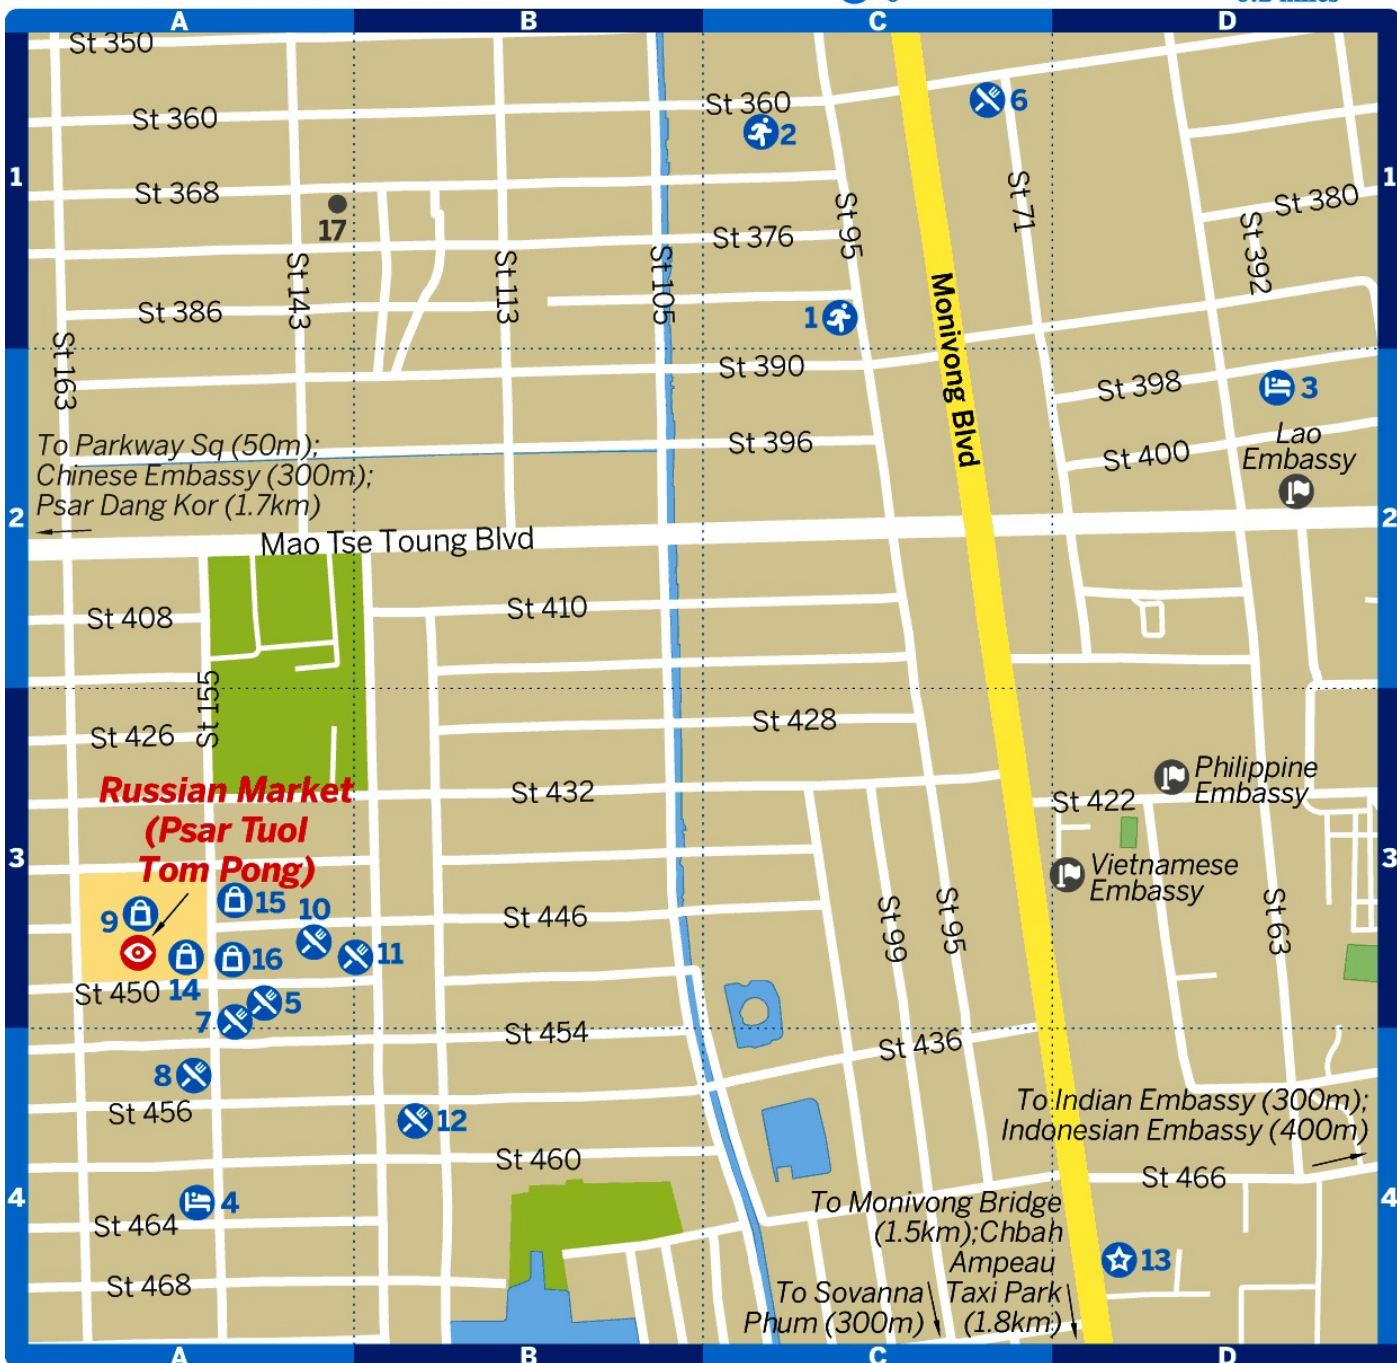 A
B
C
D
St 350
St 360
St 360
6
2
1
1
St 368
17
St 376
St 95
St 71
St 380
St 392
St 143
St 113
St 105
Monivong Blvd
St 386
1
St 163
St 390
St 398
3
St 396
St 400
Lao
Embassy
To Parkway Sq (50m);
Chinese Embassy (300m);
Psar Dang Kor (1.7km)
2
2
Mao Tse Toung Blvd
St 408
St 410
St 155
St 426
St 428
Russian Market
(Psar Tuol
Tom Pong)
St 432
St 422
Philippine
Embassy
3
3
Vietnamese
Embassy
9
15
10
St 446
St 99
St 95
St 63
11
16
St 450
14
5
7
St 454
St 436
8
St 456
12
To Indian Embassy (300m);
Indonesian Embassy (400m)
St 460
St 466
4
4
4
St 464
To Monivong Bridge
(1.5km);Chbah
Ampeau
Taxi Park
(1.8km)
13
St 468
To Sovanna
Phum (300m)
A
B
C
D